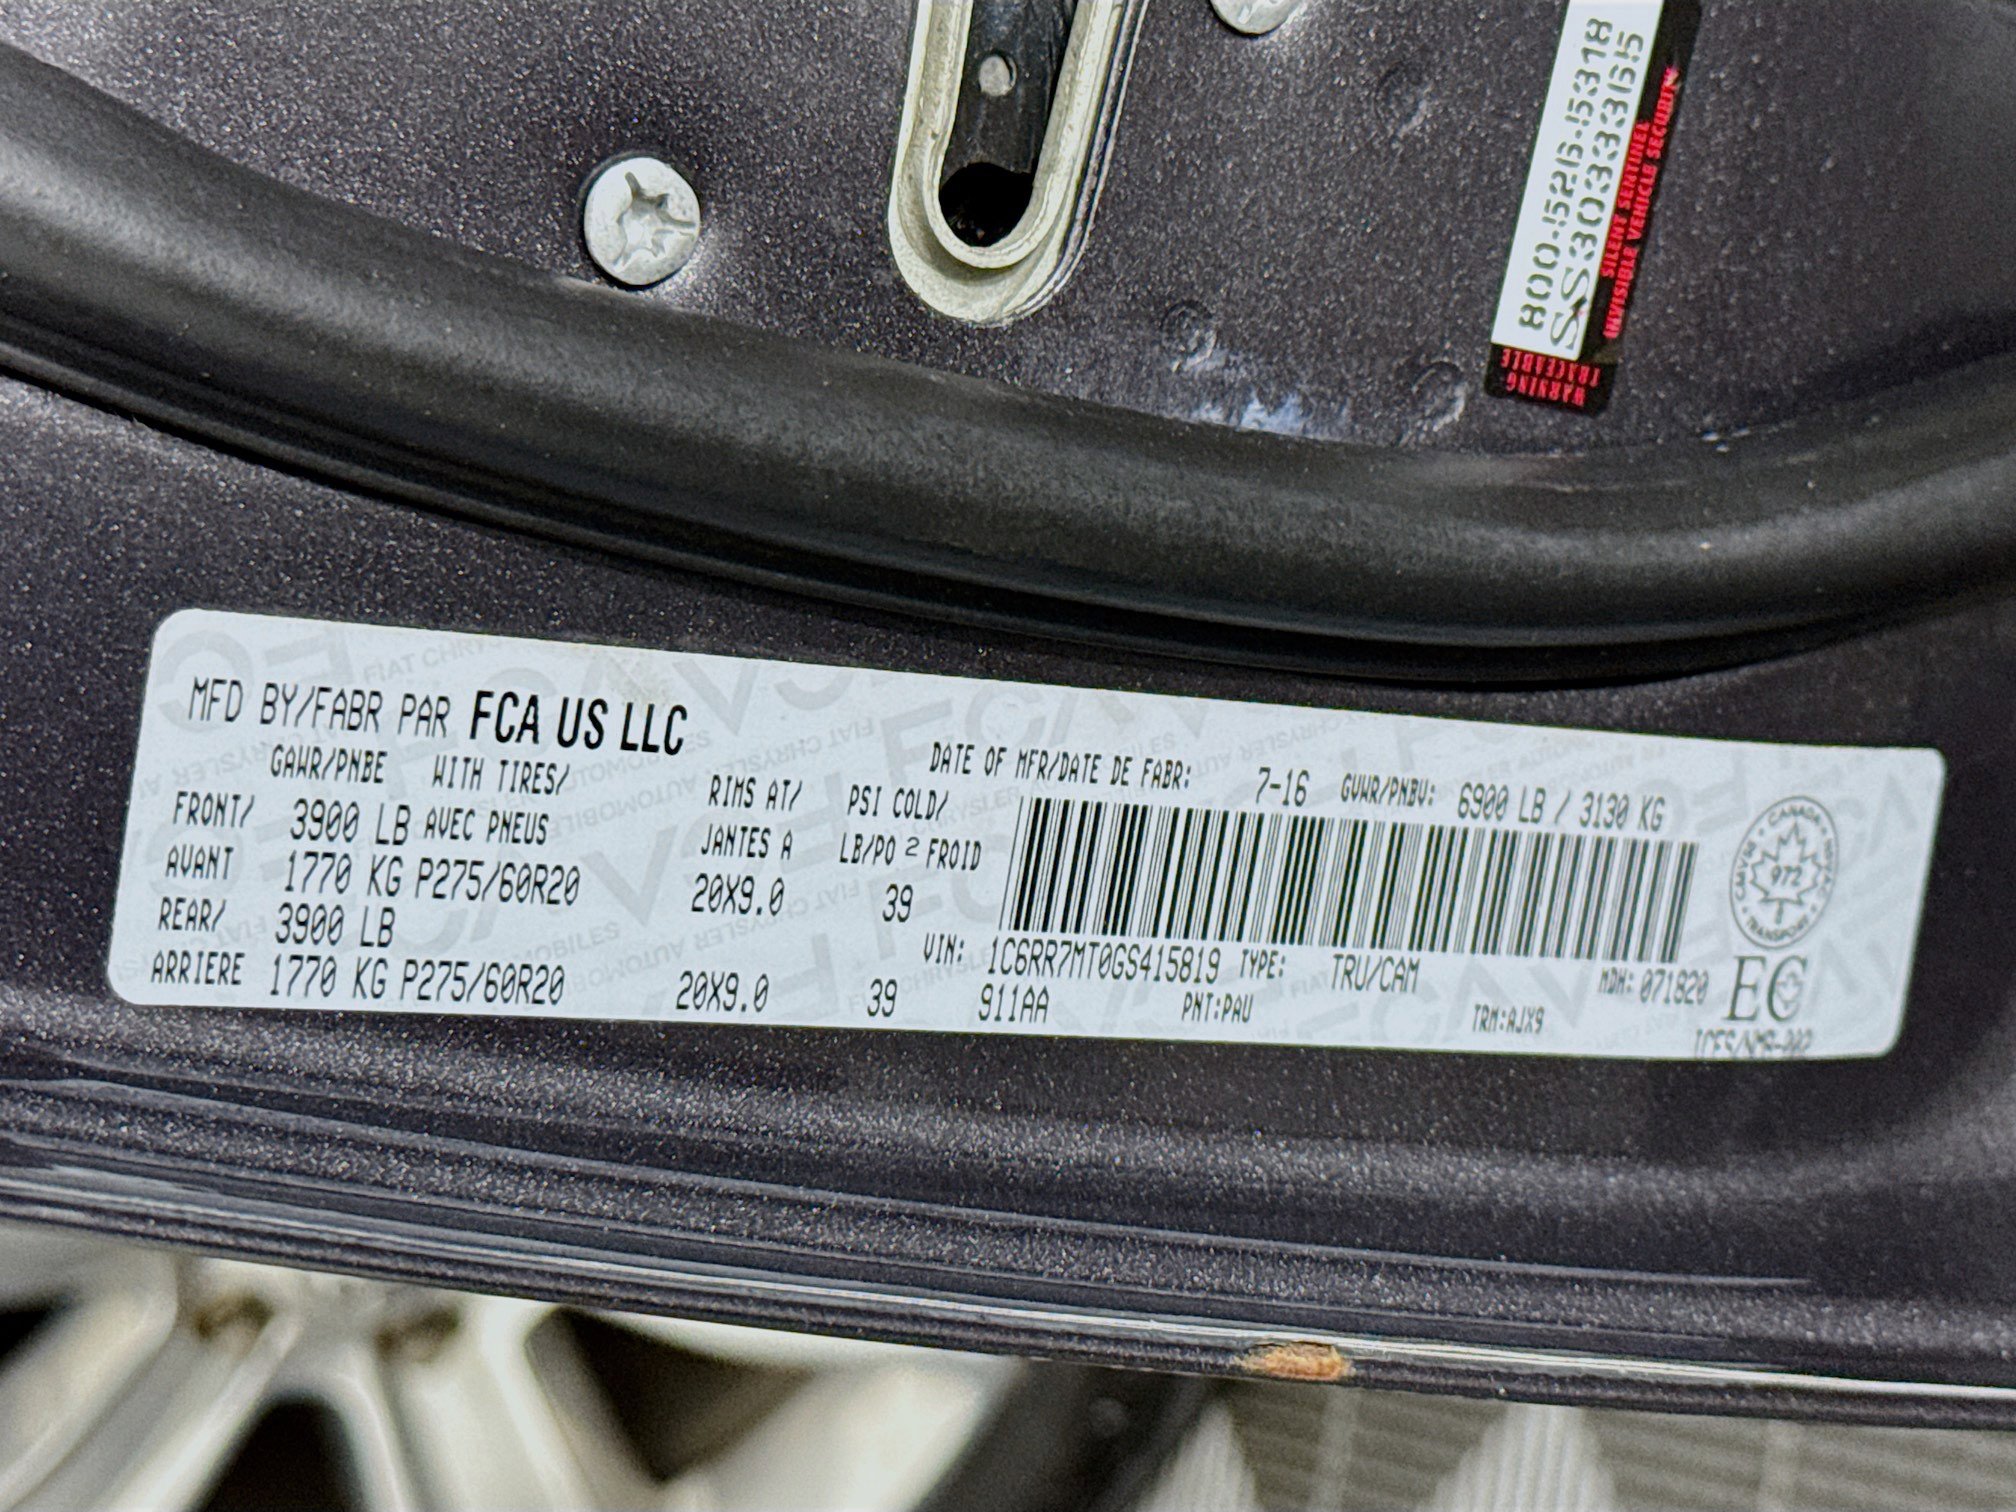 800-526-5318
SS30333365
SILENT SENTINEL
INVISIBLE VEHICLE SECURITY
WARNING
TRACEABLE
MFD BY/FABR PAR FCA US LLC
DATE OF MFR/DATE DE FABR: 7-16 GVWR/PNBV: 6900 LB / 3130 KG
GAWR/PNBE WITH TIRES/ RIMS AT/ PSI COLD/
FRONT/ 3900 LB AVEC PNEUS JANTES A LB/PO 2 FROID
AVANT 1770 KG P275/60R20 20X9.0 39
REAR/ 3900 LB
ARRIERE 1770 KG P275/60R20 20X9.0 39
VIN: 1C6RR7MT0GS415819 TYPE: TRU/CAM MDH: 071820
911AA PNT:PAU TRM:AJX9
CANADA
972
TRANSPORT
EC